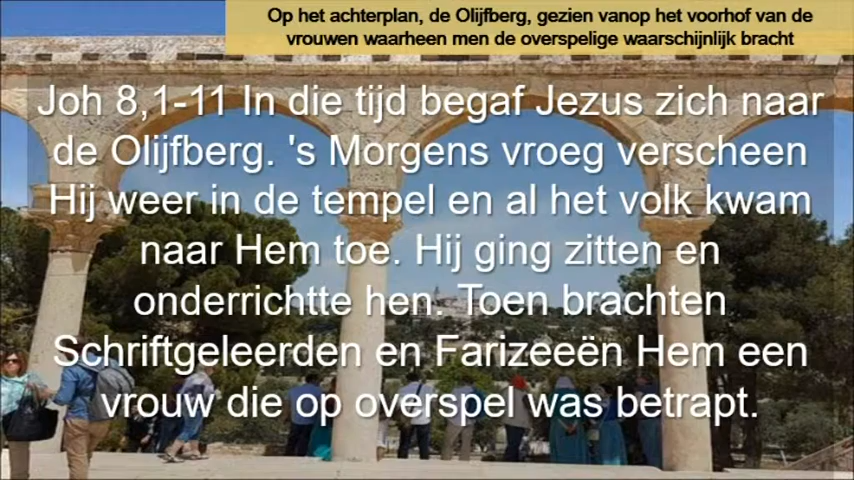 Op het achterplan, de Olijfberg, gezien vanop het voorhof van de
vrouwen waarheen men de overspelige waarschijnlijk bracht
Joh 8,1-11 In die tijd begaf Jezus zich naar
de Olijfberg. 's Morgens vroeg verscheen
Hij weer in de tempel en al het volk kwam
naar Hem toe. Hij ging zitten en
onderrichtte hen. Toen brachten
Schriftgeleerden en Farizeeën Hem een
vrouw die op overspel was betrapt.